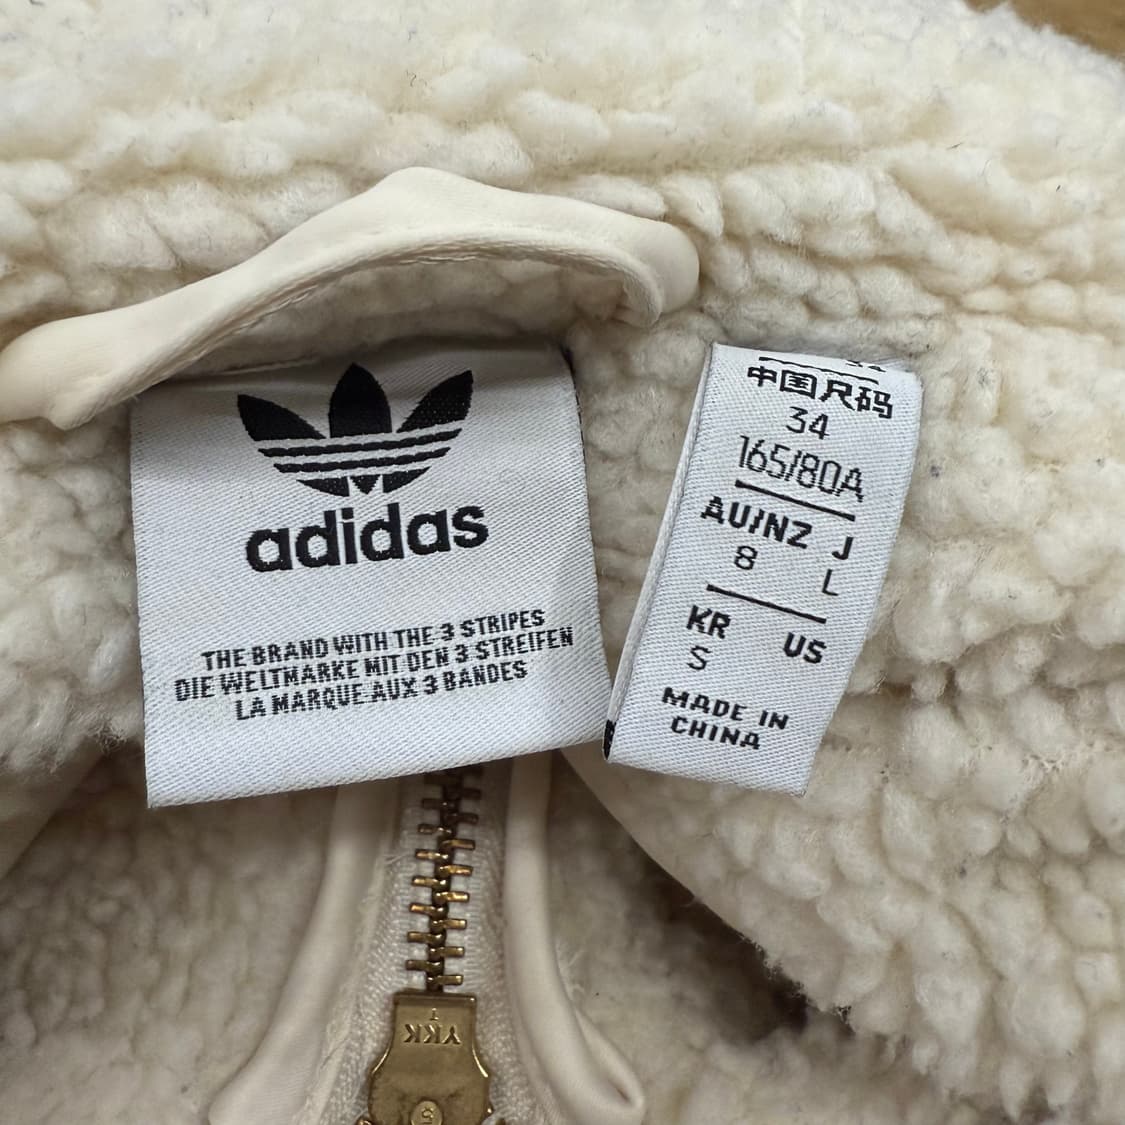 adidas
THE BRAND WITH THE 3 STRIPES
DIE WELTMARKE MIT DEN 3 STREIFEN
LA MARQUE AUX 3 BANDES
中国尺码
34
165/80A
AU/NZ J
8 L
KR US
S
MADE IN
CHINA
YKK
5